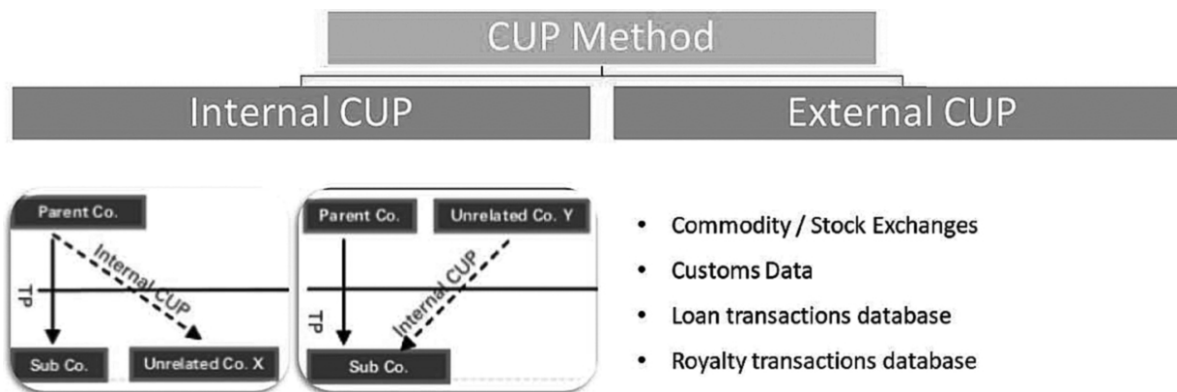 CUP Method
Internal CUP
External CUP
Parent Co.
Internal CUP
TP
Sub Co.
Unrelated Co. X
Parent Co.
Unrelated Co. Y
Internal CUP
TP
Sub Co.
• Commodity / Stock Exchanges
• Customs Data
• Loan transactions database
• Royalty transactions database